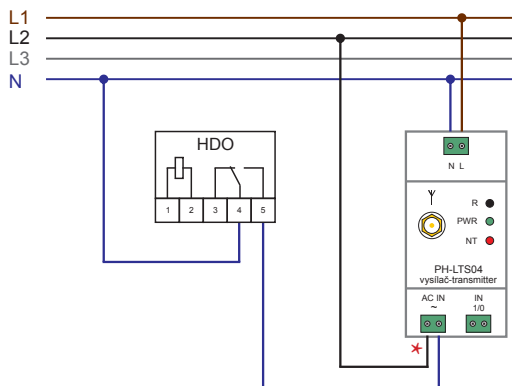 L1
L2
L3
N
HDO
1 2 3 4 5
N L
R
PWR
NT
PH-LTS04
vysílač-transmitter
AC IN
~
IN
1/0
*